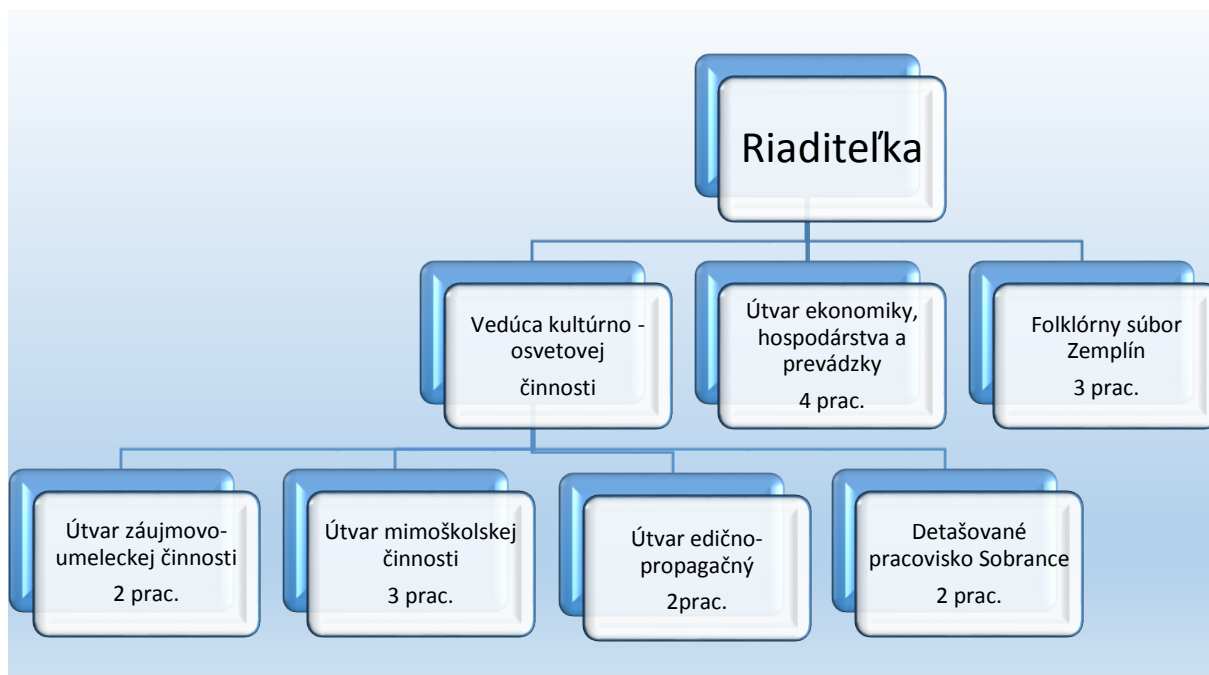 Riaditeľka
Vedúca kultúrno -
osvetovej
činnosti
Útvar ekonomiky,
hospodárstva a
prevádzky
4 prac.
Folklórny súbor
Zemplín
3 prac.
Útvar záujmovo-
umeleckej činnosti
2 prac.
Útvar mimoškolskej
činnosti
3 prac.
Útvar edično-
propagačný
2prac.
Detašované
pracovisko Sobrance
2 prac.